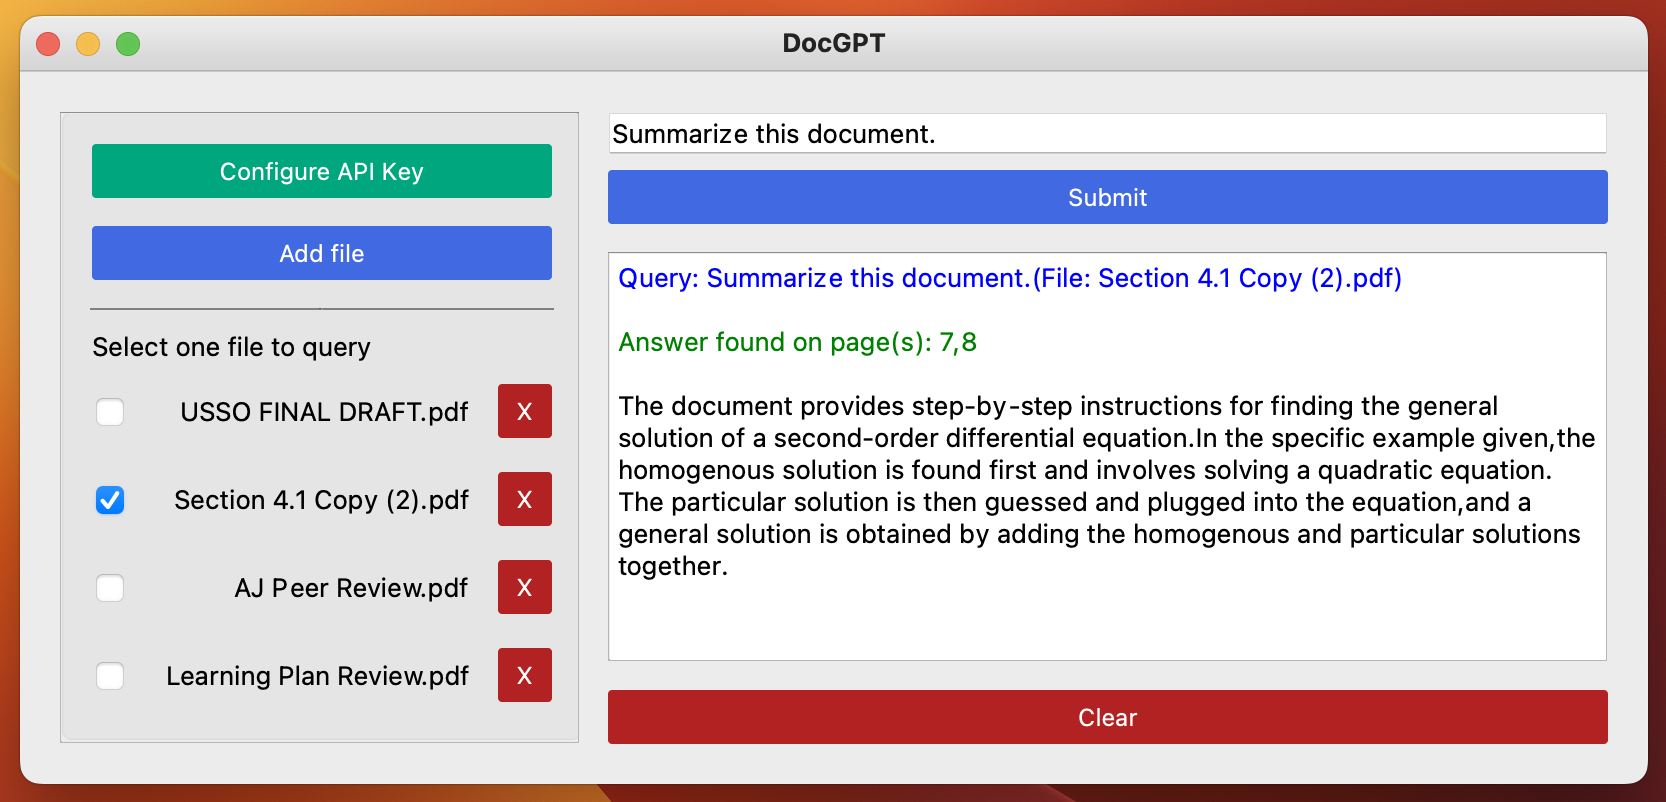 DocGPT
Configure API Key
Add file
Select one file to query
USSO FINAL DRAFT.pdf X
Section 4.1 Copy (2).pdf X
AJ Peer Review.pdf X
Learning Plan Review.pdf X
Summarize this document.
Submit
Query: Summarize this document.(File: Section 4.1 Copy (2).pdf)
Answer found on page(s): 7,8
The document provides step-by-step instructions for finding the general
solution of a second-order differential equation.In the specific example given,the
homogenous solution is found first and involves solving a quadratic equation.
The particular solution is then guessed and plugged into the equation,and a
general solution is obtained by adding the homogenous and particular solutions
together.
Clear